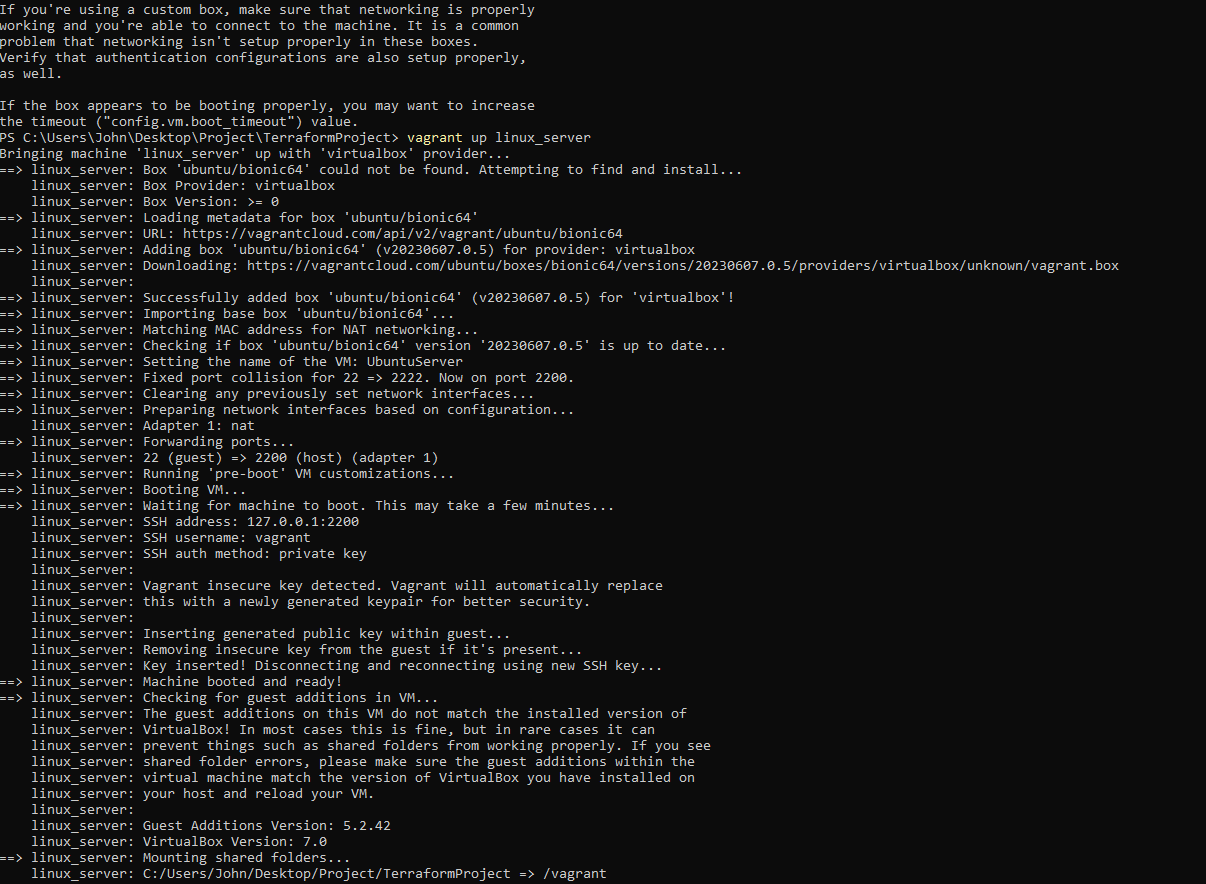 If you're using a custom box, make sure that networking is properly
working and you're able to connect to the machine. It is a common
problem that networking isn't setup properly in these boxes.
Verify that authentication configurations are also setup properly,
as well.

If the box appears to be booting properly, you may want to increase
the timeout ("config.vm.boot_timeout") value.
PS C:\Users\John\Desktop\Project\TerraformProject> vagrant up linux_server
Bringing machine 'linux_server' up with 'virtualbox' provider...
==> linux_server: Box 'ubuntu/bionic64' could not be found. Attempting to find and install...
    linux_server: Box Provider: virtualbox
    linux_server: Box Version: >= 0
==> linux_server: Loading metadata for box 'ubuntu/bionic64'
    linux_server: URL: https://vagrantcloud.com/api/v2/vagrant/ubuntu/bionic64
==> linux_server: Adding box 'ubuntu/bionic64' (v20230607.0.5) for provider: virtualbox
    linux_server: Downloading: https://vagrantcloud.com/ubuntu/boxes/bionic64/versions/20230607.0.5/providers/virtualbox/unknown/vagrant.box
    linux_server:
==> linux_server: Successfully added box 'ubuntu/bionic64' (v20230607.0.5) for 'virtualbox'!
==> linux_server: Importing base box 'ubuntu/bionic64'...
==> linux_server: Matching MAC address for NAT networking...
==> linux_server: Checking if box 'ubuntu/bionic64' version '20230607.0.5' is up to date...
==> linux_server: Setting the name of the VM: UbuntuServer
==> linux_server: Fixed port collision for 22 => 2222. Now on port 2200.
==> linux_server: Clearing any previously set network interfaces...
==> linux_server: Preparing network interfaces based on configuration...
    linux_server: Adapter 1: nat
==> linux_server: Forwarding ports...
    linux_server: 22 (guest) => 2200 (host) (adapter 1)
==> linux_server: Running 'pre-boot' VM customizations...
==> linux_server: Booting VM...
==> linux_server: Waiting for machine to boot. This may take a few minutes...
    linux_server: SSH address: 127.0.0.1:2200
    linux_server: SSH username: vagrant
    linux_server: SSH auth method: private key
    linux_server:
    linux_server: Vagrant insecure key detected. Vagrant will automatically replace
    linux_server: this with a newly generated keypair for better security.
    linux_server:
    linux_server: Inserting generated public key within guest...
    linux_server: Removing insecure key from the guest if it's present...
    linux_server: Key inserted! Disconnecting and reconnecting using new SSH key...
==> linux_server: Machine booted and ready!
==> linux_server: Checking for guest additions in VM...
    linux_server: The guest additions on this VM do not match the installed version of
    linux_server: VirtualBox! In most cases this is fine, but in rare cases it can
    linux_server: prevent things such as shared folders from working properly. If you see
    linux_server: shared folder errors, please make sure the guest additions within the
    linux_server: virtual machine match the version of VirtualBox you have installed on
    linux_server: your host and reload your VM.
    linux_server:
    linux_server: Guest Additions Version: 5.2.42
    linux_server: VirtualBox Version: 7.0
==> linux_server: Mounting shared folders...
    linux_server: C:/Users/John/Desktop/Project/TerraformProject => /vagrant